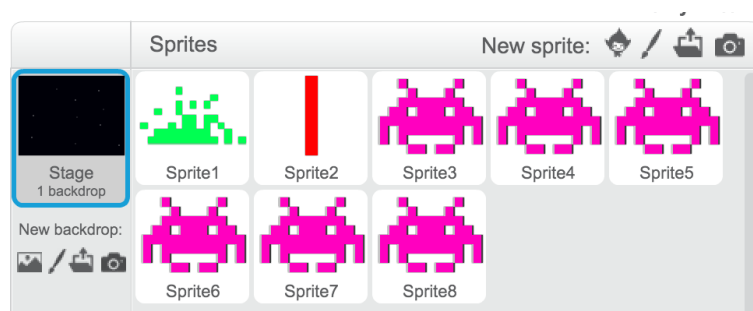 Sprites
New sprite:
Stage
1 backdrop
New backdrop:
Sprite1
Sprite2
Sprite3
Sprite4
Sprite5
Sprite6
Sprite7
Sprite8